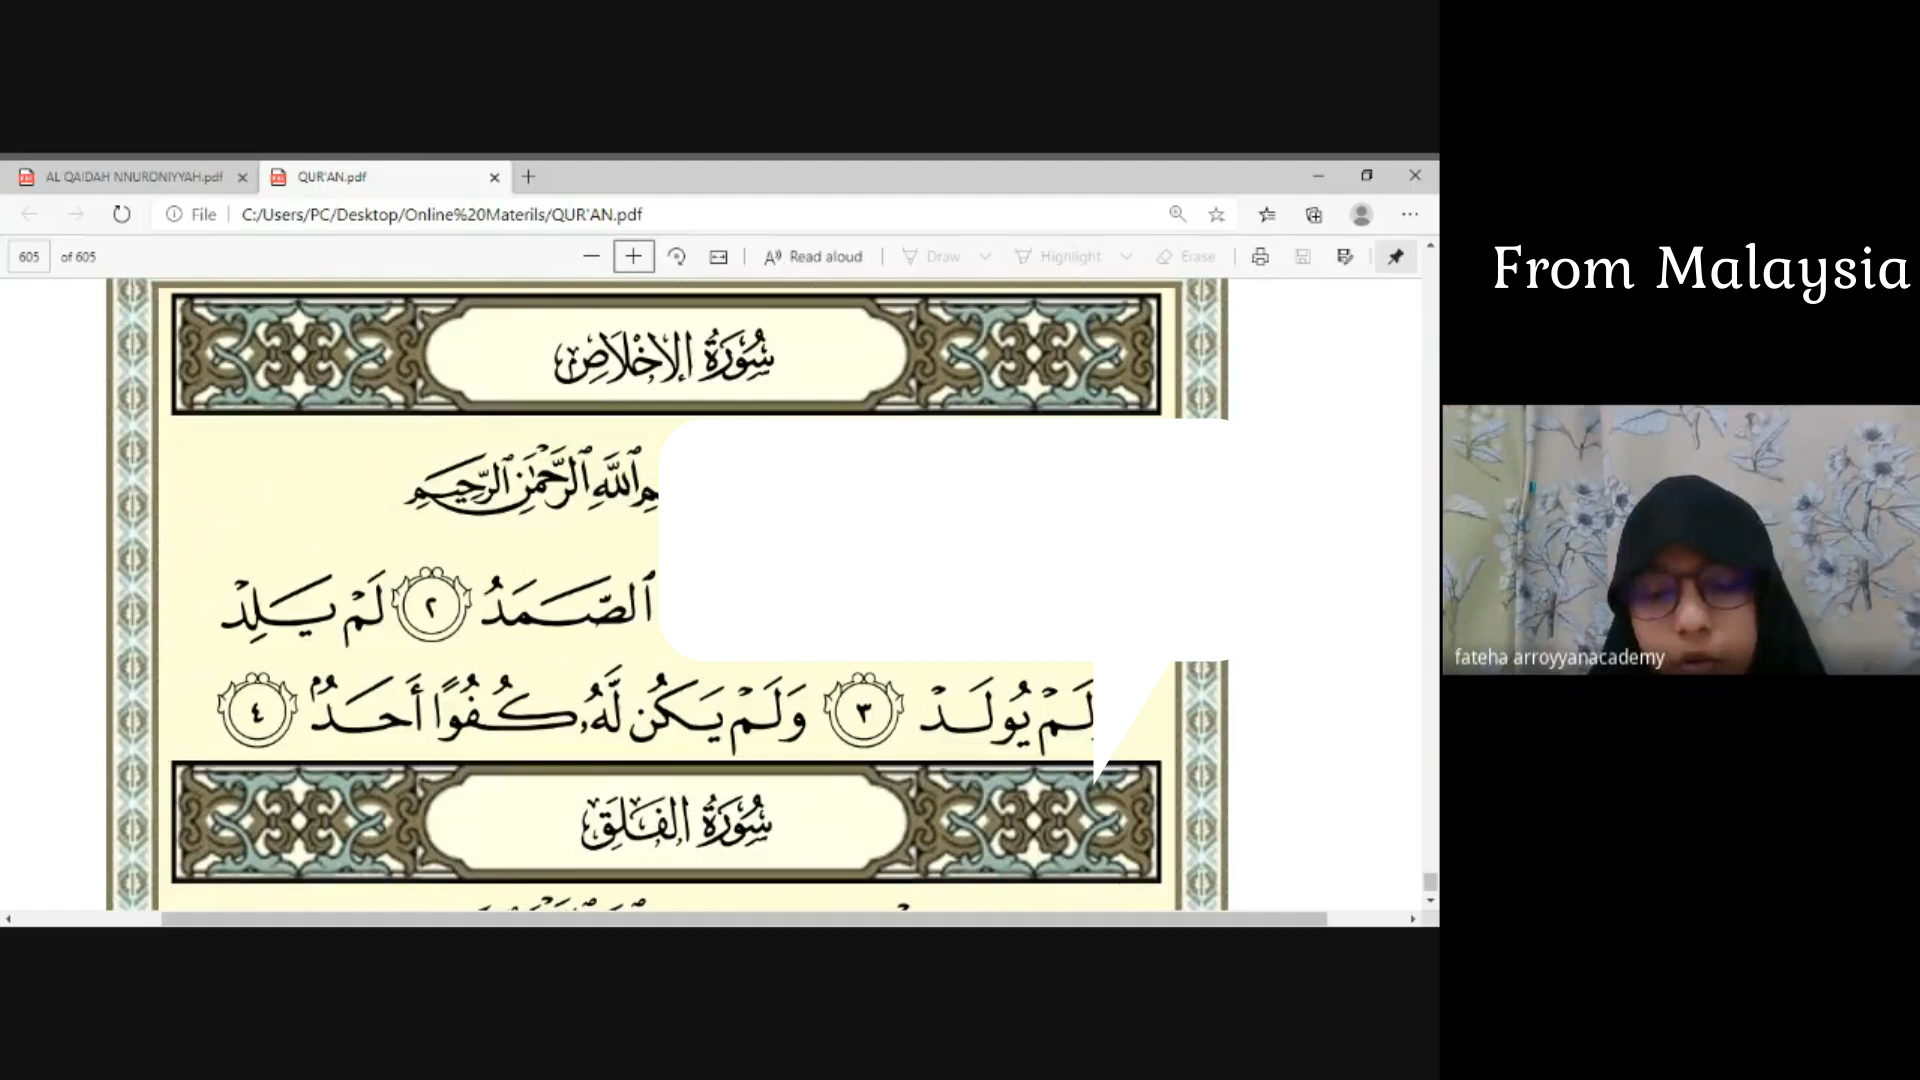 AL QAIDAH NNURONIYYAH.pdf
QUR'AN.pdf
File
C:/Users/PC/Desktop/Online%20Materils/QUR'AN.pdf
605 of 605
Read aloud
Draw
Highlight
Erase
سُورَةُ الإِخْلَاصِ
ٱللَّهِ ٱلرَّحْمَٰنِ ٱلرَّحِيمِ
ٱلصَّمَدُ ٢ لَمْ يَلِدْ
لَمْ يُولَدْ ٣ وَلَمْ يَكُن لَّهُۥ كُفُوًا أَحَدٌۢ ٤
سُورَةُ الفَلَقِ
From Malaysia
fateha arroyyanacademy